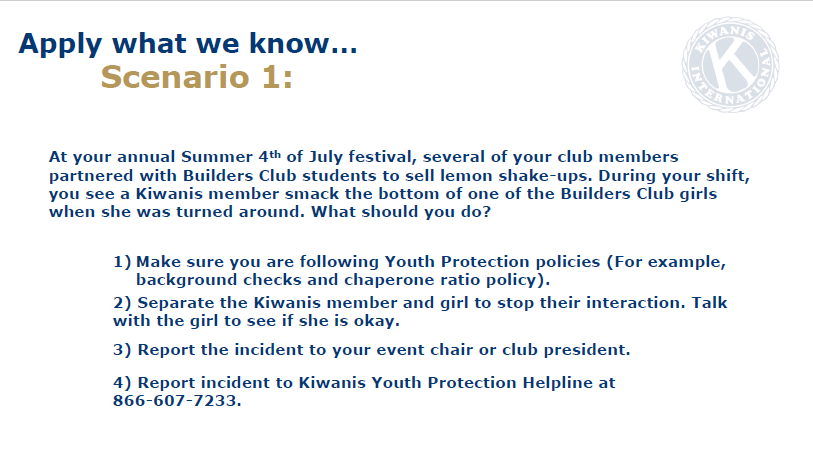 Apply what we know...
Scenario 1:
KIWANIS
INTERNATIONAL
K
At your annual Summer 4th of July festival, several of your club members
partnered with Builders Club students to sell lemon shake-ups. During your shift,
you see a Kiwanis member smack the bottom of one of the Builders Club girls
when she was turned around. What should you do?
1) Make sure you are following Youth Protection policies (For example,
background checks and chaperone ratio policy).
2) Separate the Kiwanis member and girl to stop their interaction. Talk
with the girl to see if she is okay.
3) Report the incident to your event chair or club president.
4) Report incident to Kiwanis Youth Protection Helpline at
866-607-7233.